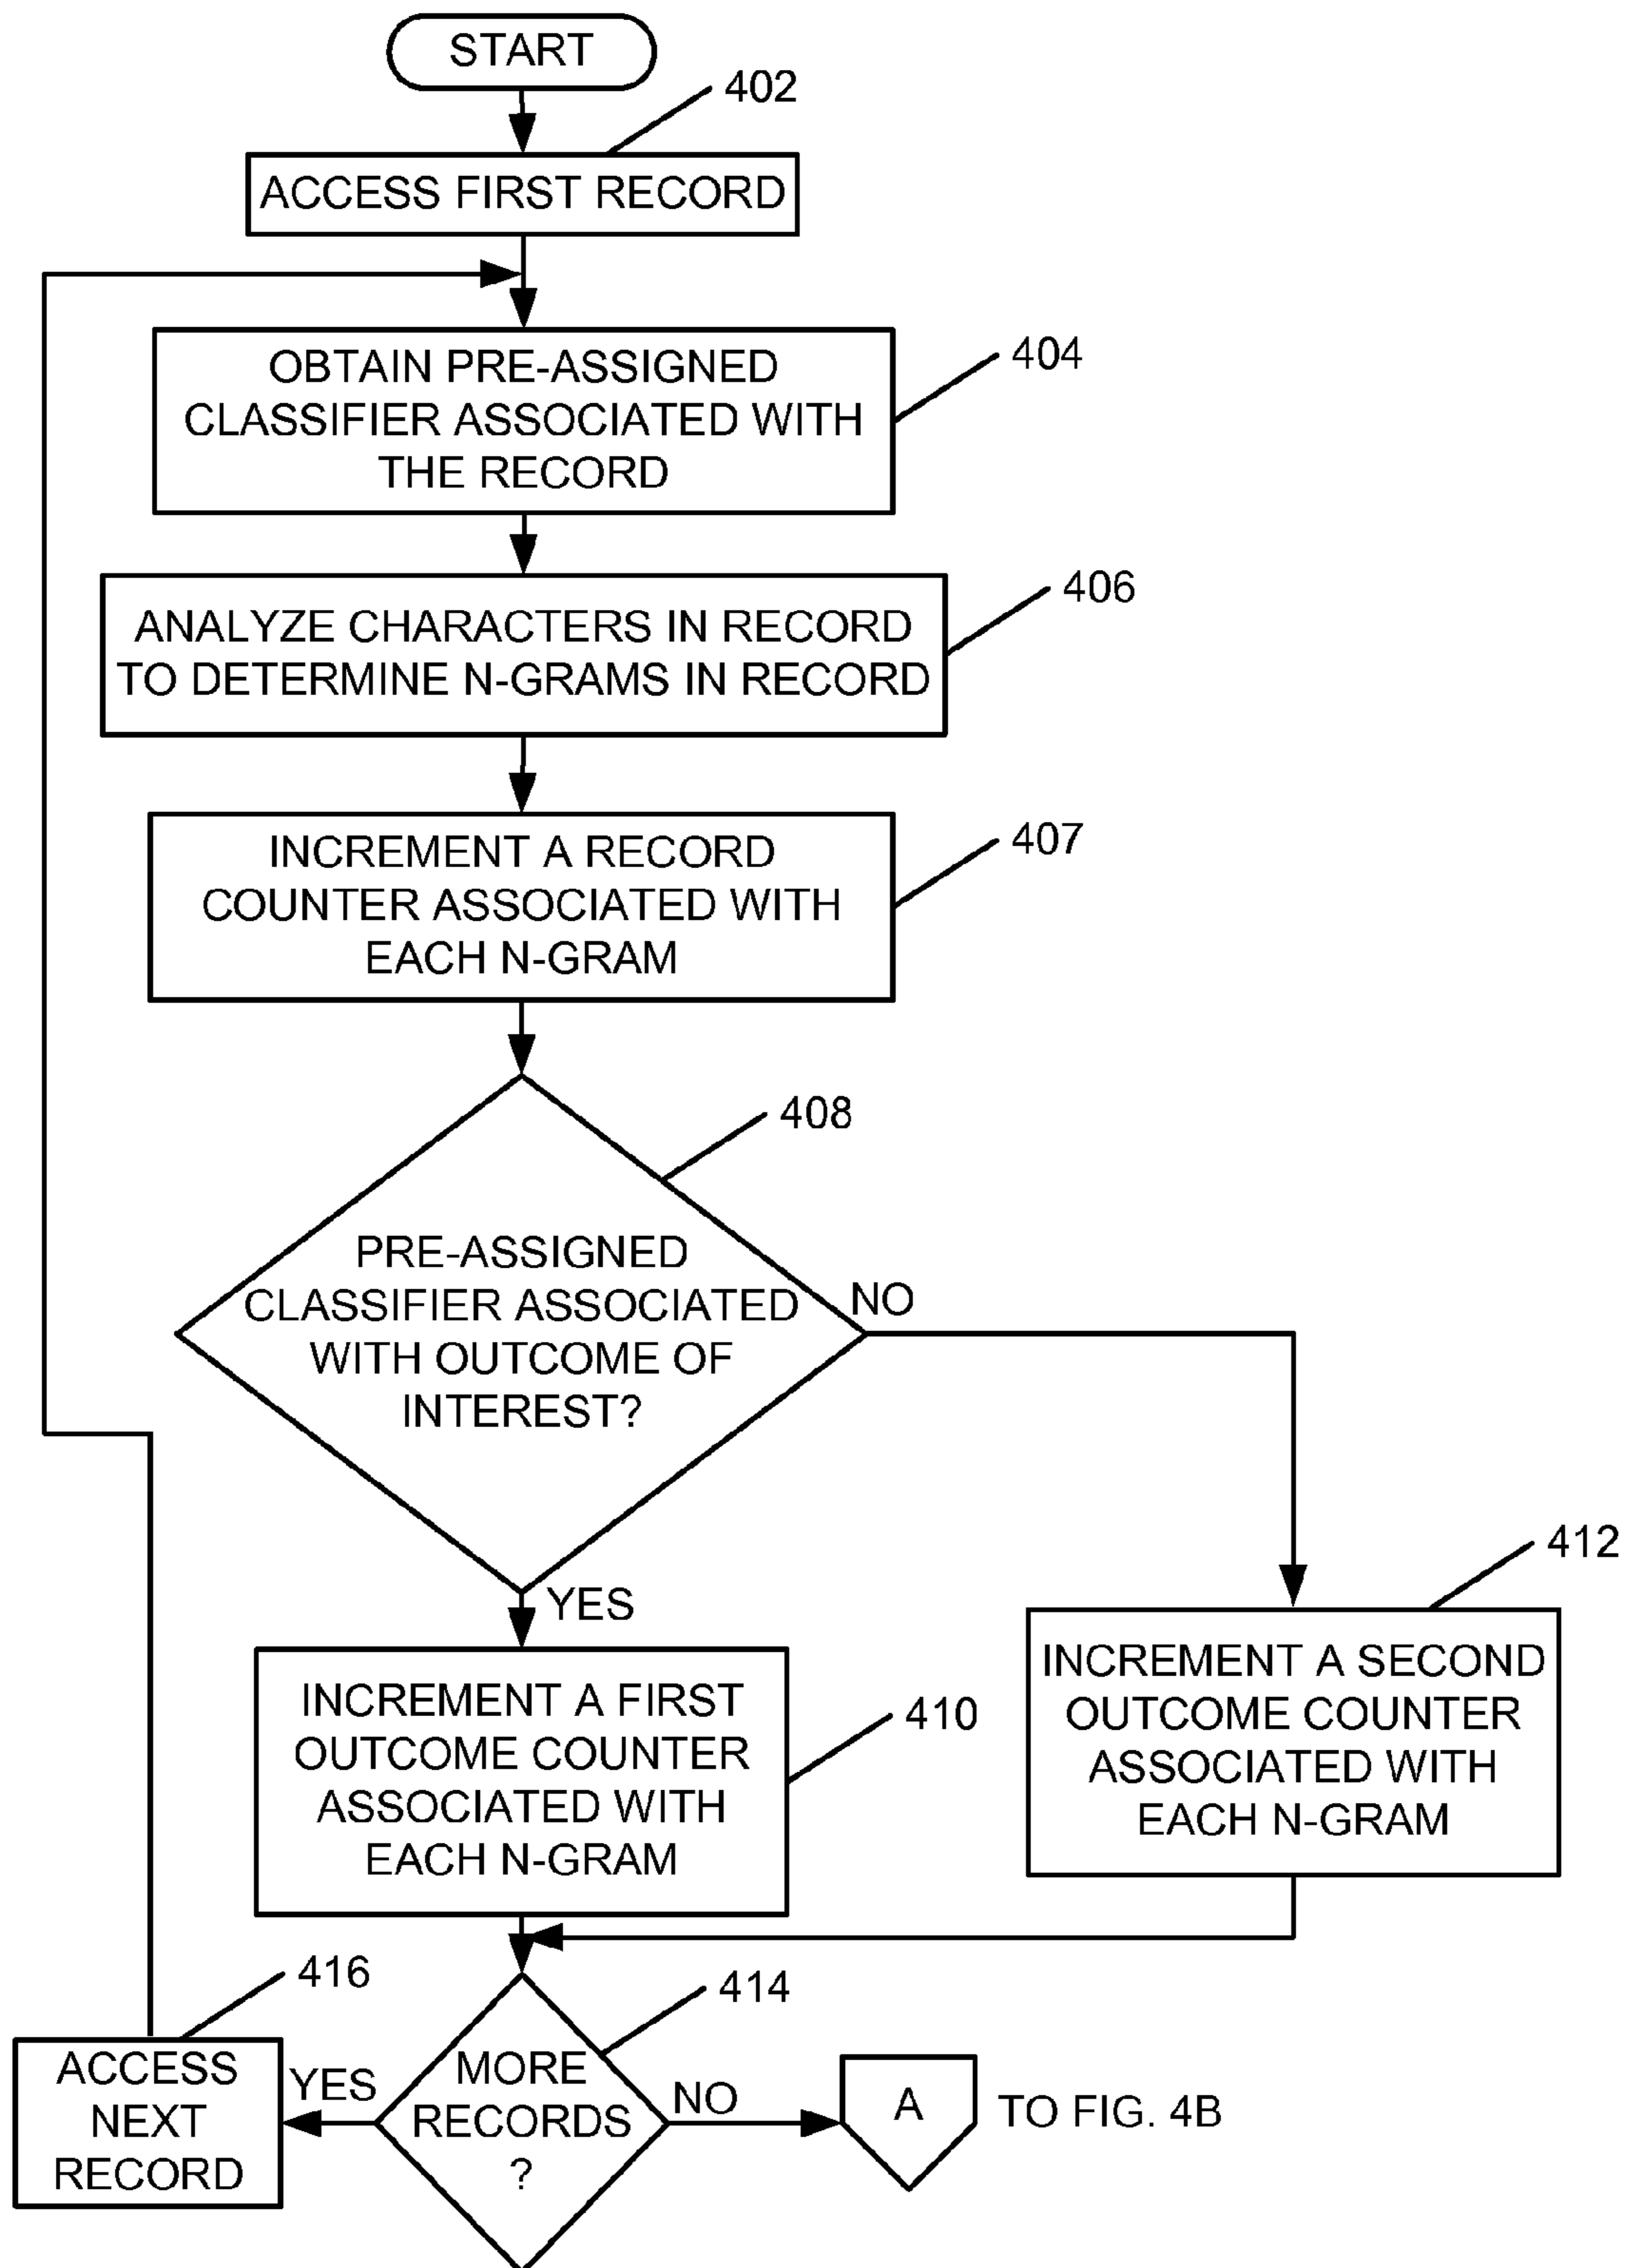 START
402
ACCESS FIRST RECORD
OBTAIN PRE-ASSIGNED
CLASSIFIER ASSOCIATED WITH
THE RECORD
404
ANALYZE CHARACTERS IN RECORD
TO DETERMINE N-GRAMS IN RECORD
406
INCREMENT A RECORD
COUNTER ASSOCIATED WITH
EACH N-GRAM
407
408
PRE-ASSIGNED
CLASSIFIER ASSOCIATED
WITH OUTCOME OF
INTEREST?
NO
YES
412
INCREMENT A FIRST
OUTCOME COUNTER
ASSOCIATED WITH
EACH N-GRAM
410
INCREMENT A SECOND
OUTCOME COUNTER
ASSOCIATED WITH
EACH N-GRAM
416
414
ACCESS
NEXT
RECORD
YES
MORE
RECORDS
?
NO
A
TO FIG. 4B